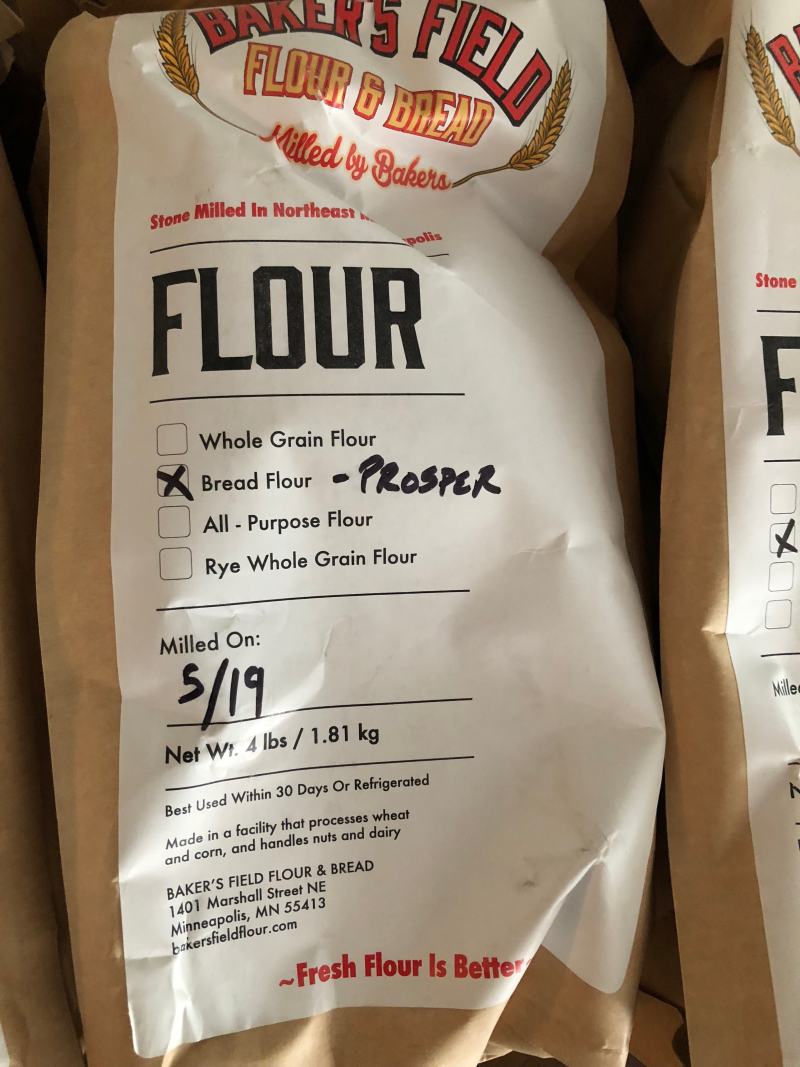 BAKER'S FIELD
FLOUR & BREAD
Milled by Bakers
Stone Milled In Northeast
polis
FLOUR
Whole Grain Flour
X Bread Flour - PROSPER
All - Purpose Flour
Rye Whole Grain Flour
Milled On:
5/19
Net Wt. 4 lbs / 1.81 kg
Best Used Within 30 Days Or Refrigerated
Made in a facility that processes wheat
and corn, and handles nuts and dairy
BAKER'S FIELD FLOUR & BREAD
1401 Marshall Street NE
Minneapolis, MN 55413
bakersfieldflour.com
~Fresh Flour Is Better
Stone
F
X
Mille
N